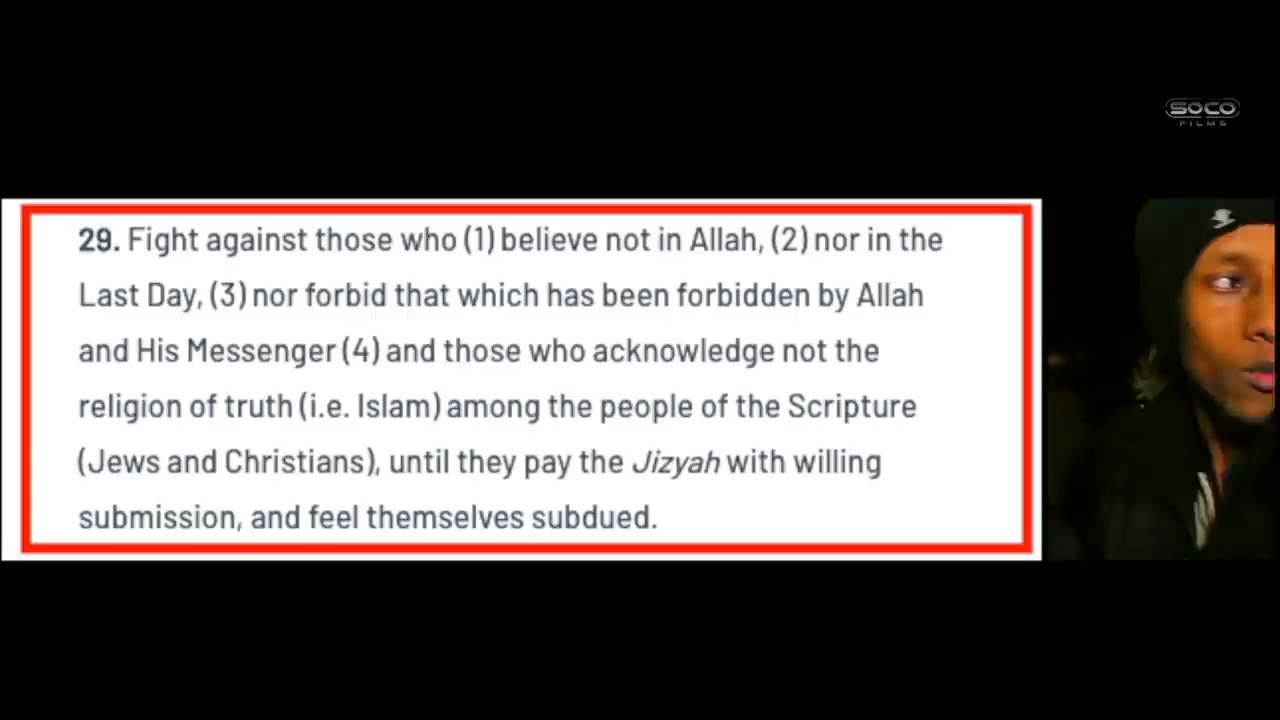 SOCO
FILMS
29. Fight against those who (1) believe not in Allah, (2) nor in the
Last Day, (3) nor forbid that which has been forbidden by Allah
and His Messenger (4) and those who acknowledge not the
religion of truth (i.e. Islam) among the people of the Scripture
(Jews and Christians), until they pay the Jizyah with willing
submission, and feel themselves subdued.